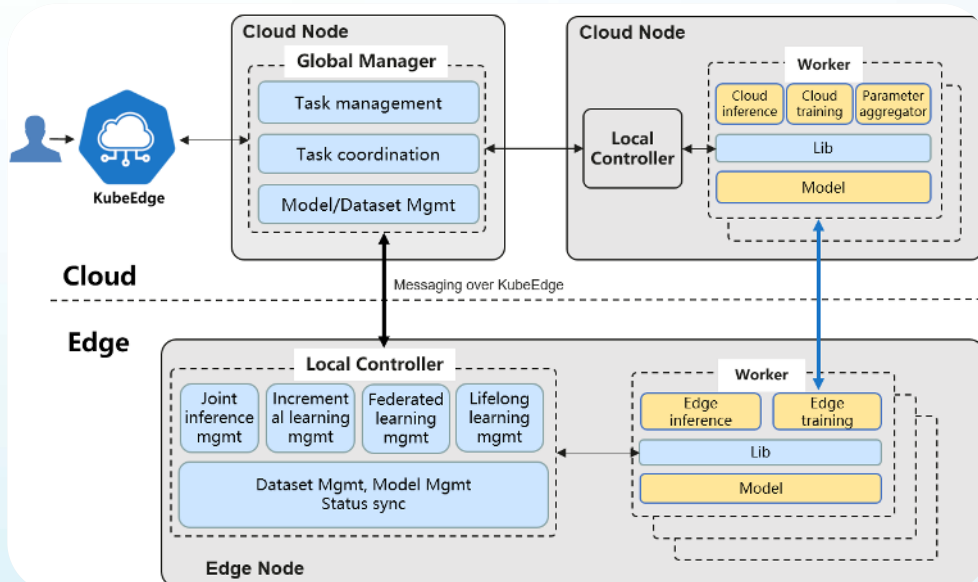 Cloud Node
Global Manager
Task management
Task coordination
Model/Dataset Mgmt
KubeEdge
Cloud Node
Worker
Cloud
inference
Cloud
training
Parameter
aggregator
Local
Controller
Lib
Model
Cloud
Messaging over KubeEdge
Edge
Local Controller
Joint
inference
mgmt
Increment
al learning
mgmt
Federated
learning
mgmt
Lifelong
learning
mgmt
Dataset Mgmt, Model Mgmt
Status sync
Worker
Edge
inference
Edge
training
Lib
Model
Edge Node